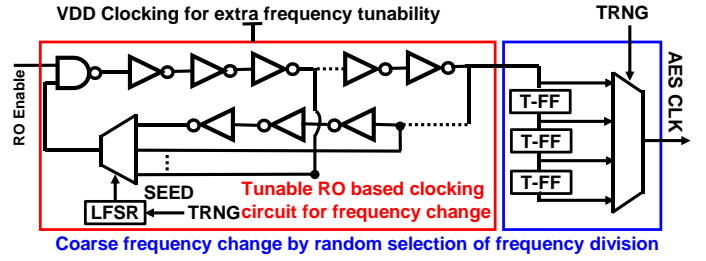 VDD Clocking for extra frequency tunability
TRNG
RO Enable
T-FF
T-FF
T-FF
AES CLK
SEED
LFSR
TRNG
Tunable RO based clocking
circuit for frequency change
Coarse frequency change by random selection of frequency division